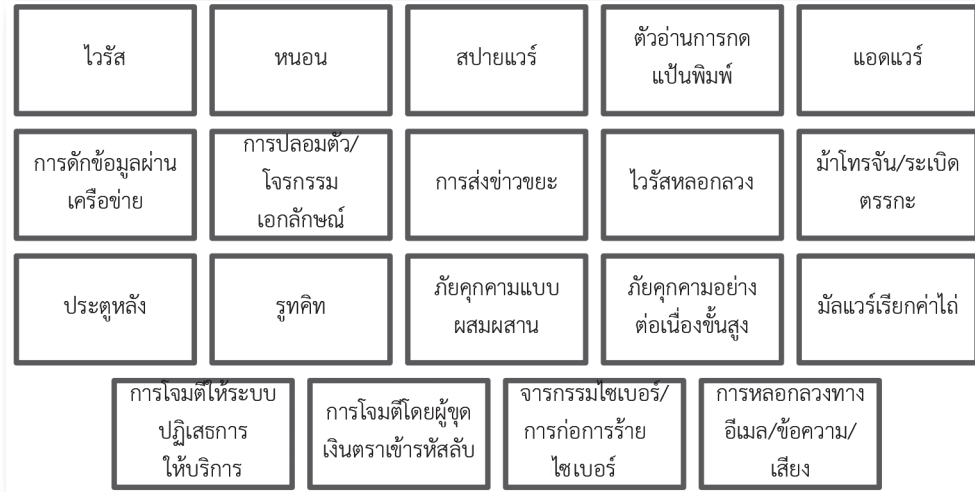 ไวรัส
หนอน
สปายแวร์
ตัวอ่านการกด
แป้นพิมพ์
แอดแวร์
การดักข้อมูลผ่าน
เครือข่าย
การปลอมตัว/
โจรกรรม
เอกลักษณ์
การส่งข่าวขยะ
ไวรัสหลอกลวง
ม้าโทรจัน/ระเบิด
ตรรกะ
ประตูหลัง
รูทคิท
ภัยคุกคามแบบ
ผสมผสาน
ภัยคุกคามอย่าง
ต่อเนื่องขั้นสูง
มัลแวร์เรียกค่าไถ่
การโจมตีให้ระบบ
ปฏิเสธการ
ให้บริการ
การโจมตีโดยผู้ขุด
เงินตราเข้ารหัสลับ
จารกรรมไซเบอร์/
การก่อการร้าย
ไซเบอร์
การหลอกลวงทาง
อีเมล/ข้อความ/
เสียง